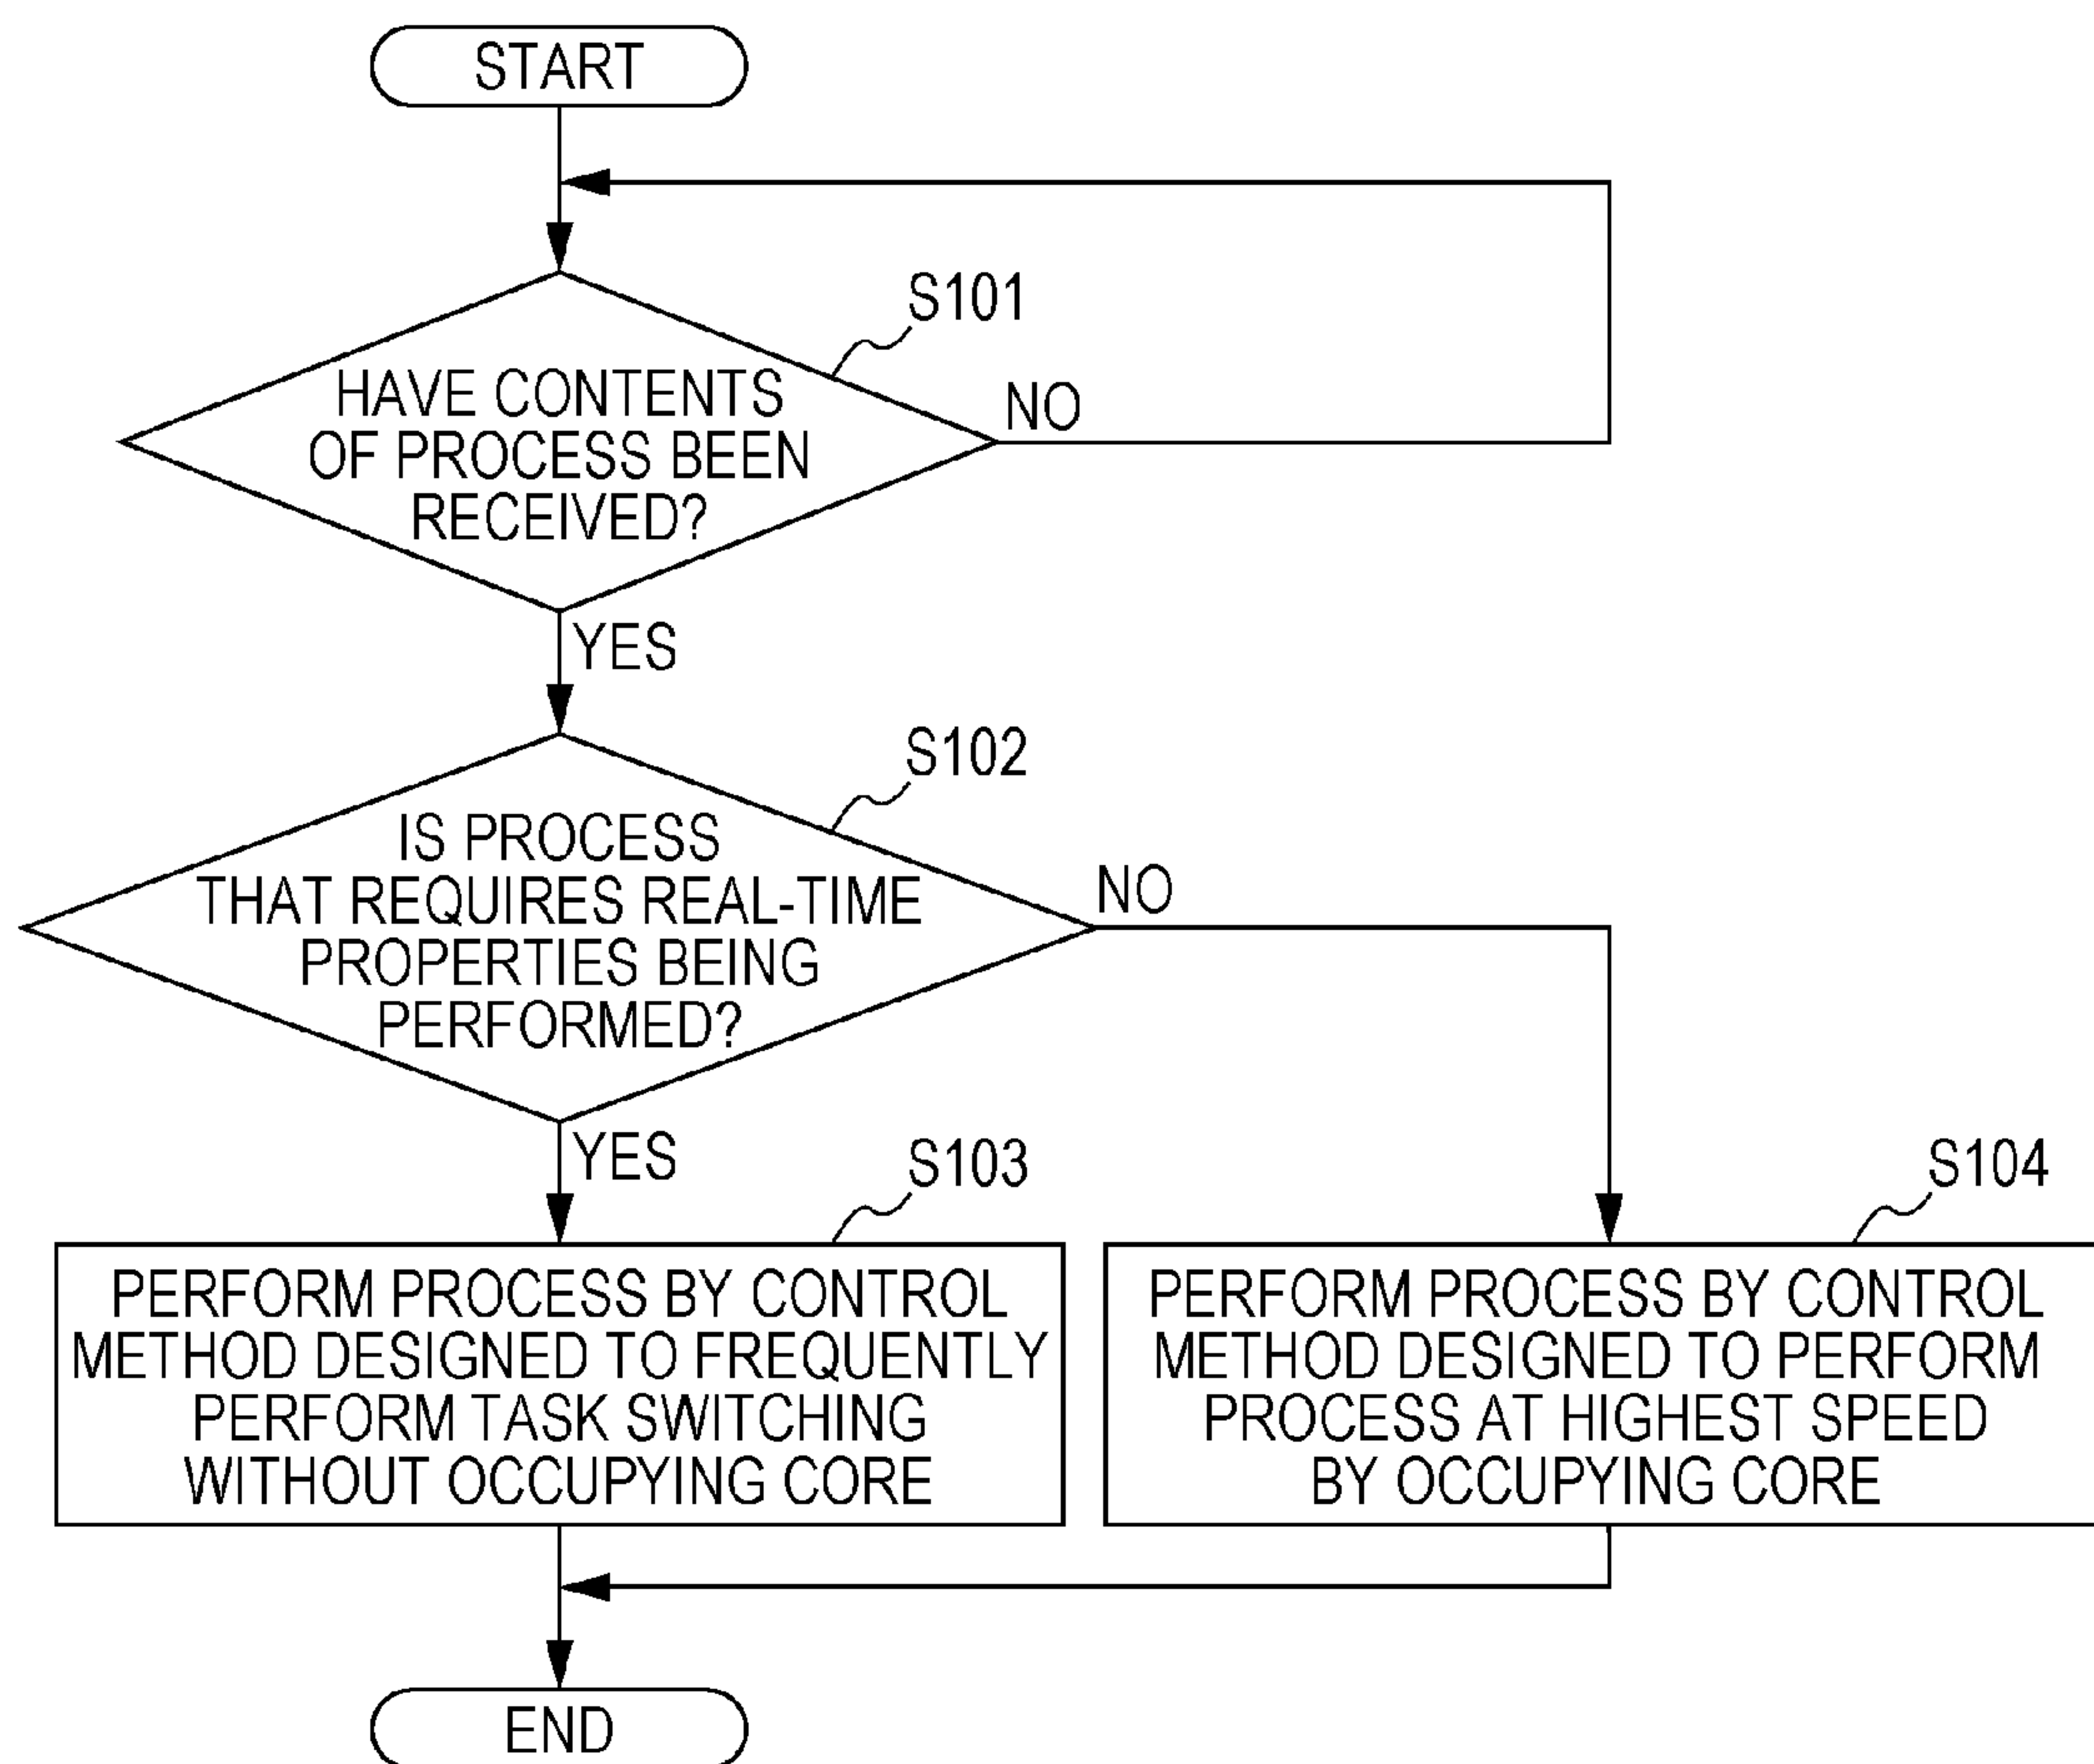 START
S101
HAVE CONTENTS
OF PROCESS BEEN
RECEIVED?
NO
YES
S102
IS PROCESS
THAT REQUIRES REAL-TIME
PROPERTIES BEING
PERFORMED?
NO
YES
S103
PERFORM PROCESS BY CONTROL
METHOD DESIGNED TO FREQUENTLY
PERFORM TASK SWITCHING
WITHOUT OCCUPYING CORE
S104
PERFORM PROCESS BY CONTROL
METHOD DESIGNED TO PERFORM
PROCESS AT HIGHEST SPEED
BY OCCUPYING CORE
END